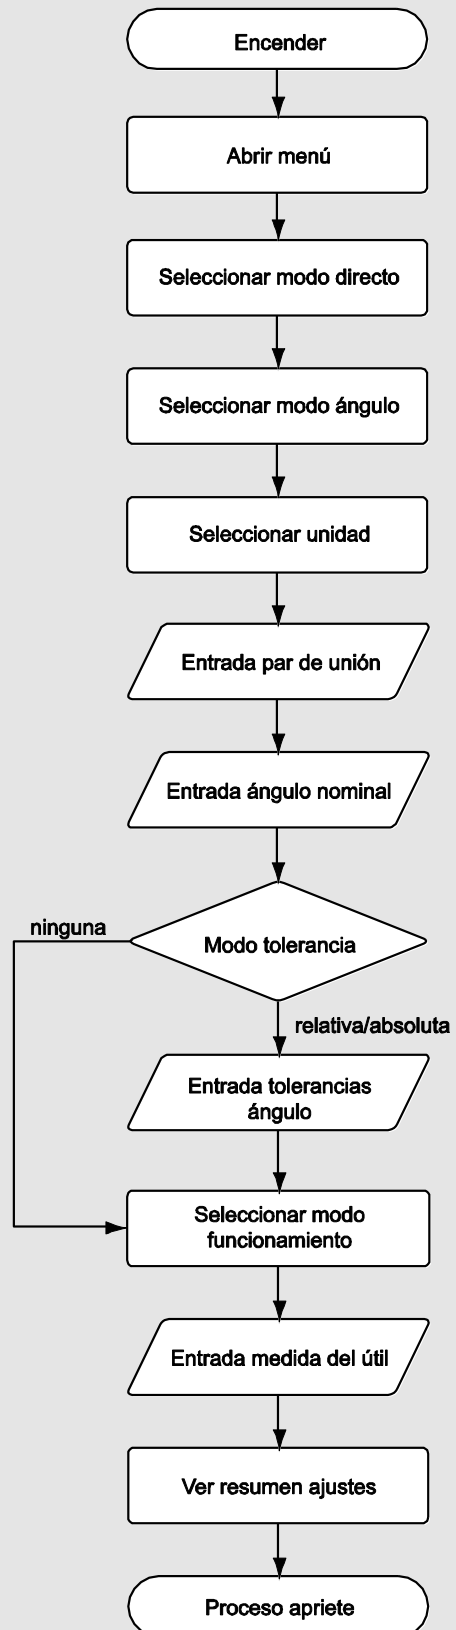 Encender
Abrir menú
Seleccionar modo directo
Seleccionar modo ángulo
Seleccionar unidad
Entrada par de unión
Entrada ángulo nominal
ninguna
Modo tolerancia
relativa/absoluta
Entrada tolerancias
ángulo
Seleccionar modo
funcionamiento
Entrada medida del útil
Ver resumen ajustes
Proceso apriete